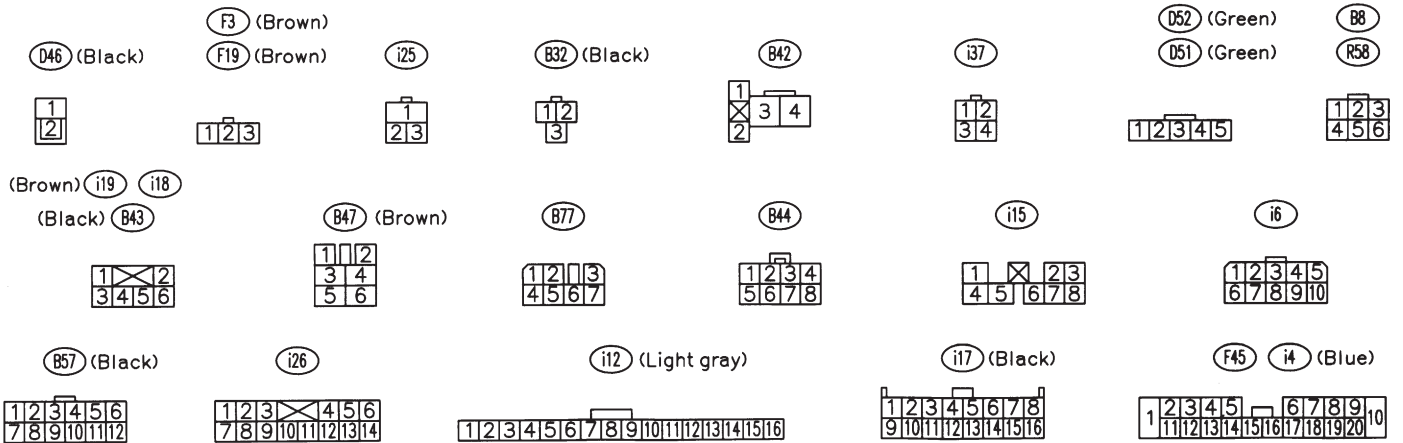 F3 (Brown) D52 (Green) B8
D46 (Black) F19 (Brown) i25 B32 (Black) B42 i37 D51 (Green) R58
1
2
1 2 3
1
2 3
1 2
3
1
3 4
2
1 2
3 4
1 2 3 4 5
1 2 3
4 5 6
(Brown) i19 i18
(Black) B43 B47 (Brown) B77 B44 i15 i6
1 2
3 4 5 6
1 2
3 4
5 6
1 2 3
4 5 6 7
1 2 3 4
5 6 7 8
1 2 3
4 5 6 7 8
1 2 3 4 5
6 7 8 9 10
B57 (Black) i26 i12 (Light gray) i17 (Black) F45 i4 (Blue)
1 2 3 4 5 6
7 8 9 10 11 12
1 2 3 4 5 6
7 8 9 10 11 12 13 14
1 2 3 4 5 6 7 8 9 10 11 12 13 14 15 16
1 2 3 4 5 6 7 8
9 10 11 12 13 14 15 16
1 2 3 4 5 6 7 8 9 10
11 12 13 14 15 16 17 18 19 20